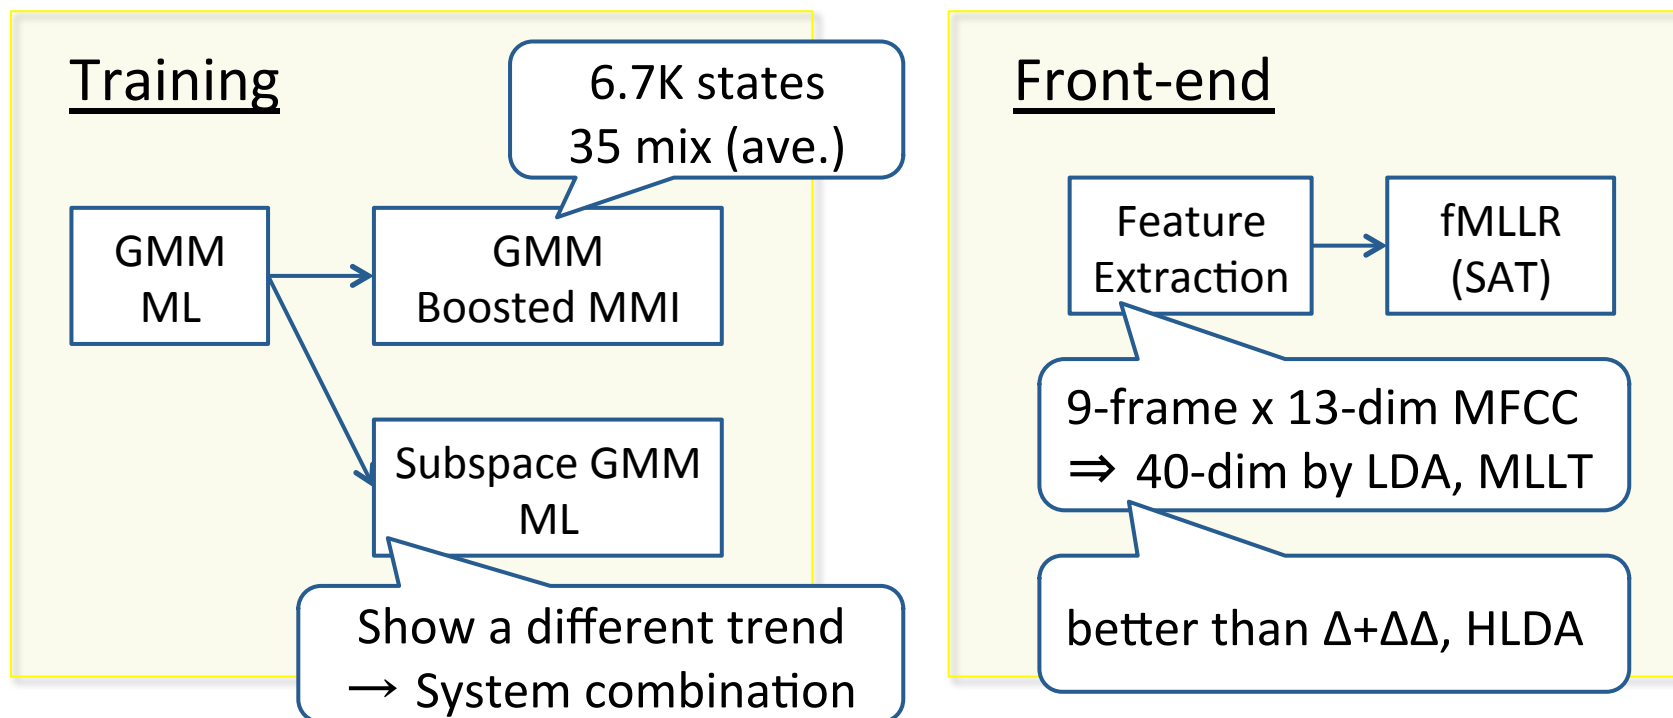 Training
6.7K states
35 mix (ave.)
GMM
ML
GMM
Boosted MMI
Subspace GMM
ML
Show a different trend
→ System combination
Front-end
Feature
Extraction
fMLLR
(SAT)
9-frame x 13-dim MFCC
⇒ 40-dim by LDA, MLLT
better than Δ+ΔΔ, HLDA